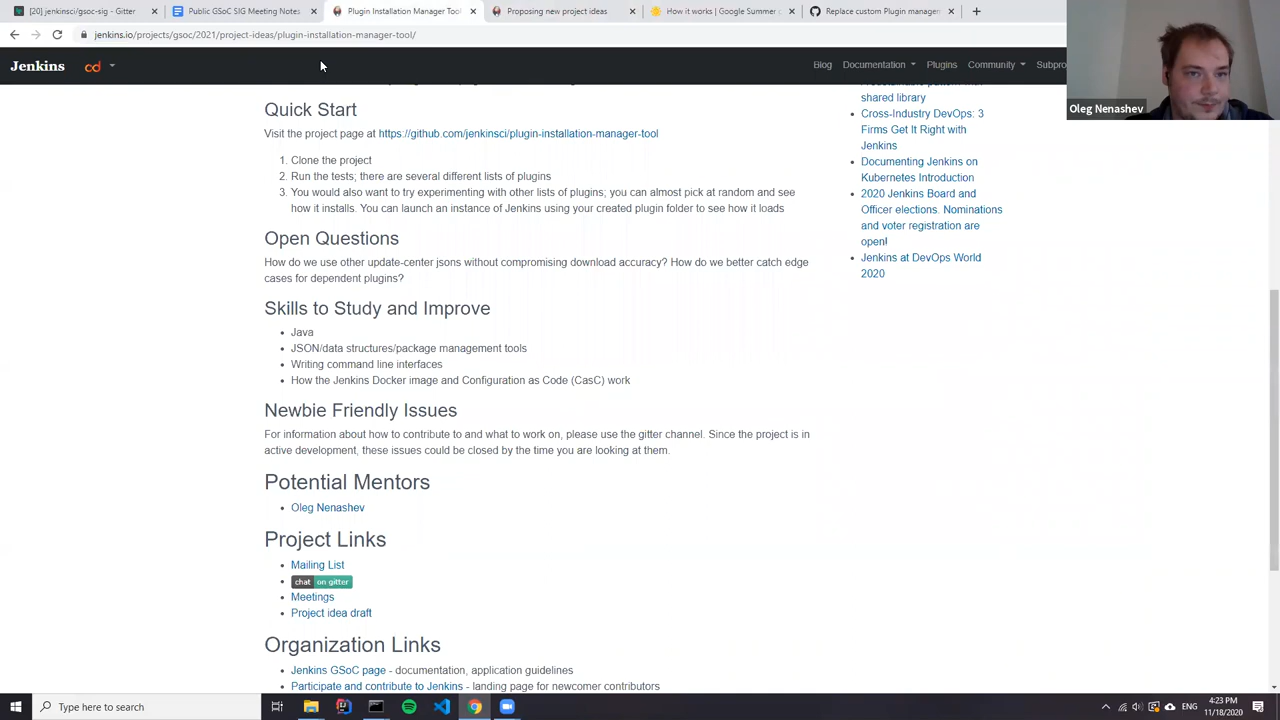 [20] jenkinsci/gsoc-sig - Gitter
Public GSoC SIG Meeting Notes
Plugin Installation Manager Tool
Proposing new project ideas
How it works | Google Summer c
Replace custom Plugin manager
jenkins.io/projects/gsoc/2021/project-ideas/plugin-installation-manager-tool/
Jenkins
cd
Blog
Documentation
Plugins
Community
Subpro
Oleg Nenashev
Quick Start
Visit the project page at https://github.com/jenkinsci/plugin-installation-manager-tool
1. Clone the project
2. Run the tests; there are several different lists of plugins
3. You would also want to try experimenting with other lists of plugins; you can almost pick at random and see
how it installs. You can launch an instance of Jenkins using your created plugin folder to see how it loads
Open Questions
How do we use other update-center jsons without compromising download accuracy? How do we better catch edge
cases for dependent plugins?
Skills to Study and Improve
Java
JSON/data structures/package management tools
Writing command line interfaces
How the Jenkins Docker image and Configuration as Code (CasC) work
Newbie Friendly Issues
For information about how to contribute to and what to work on, please use the gitter channel. Since the project is in
active development, these issues could be closed by the time you are looking at them.
Potential Mentors
Oleg Nenashev
Project Links
Mailing List
chat on gitter
Meetings
Project idea draft
Organization Links
Jenkins GSoC page - documentation, application guidelines
Participate and contribute to Jenkins - landing page for newcomer contributors
shared library
Cross-Industry DevOps: 3
Firms Get It Right with
Jenkins
Documenting Jenkins on
Kubernetes Introduction
2020 Jenkins Board and
Officer elections. Nominations
and voter registration are
open!
Jenkins at DevOps World
2020
Type here to search
ENG
4:23 PM
11/18/2020